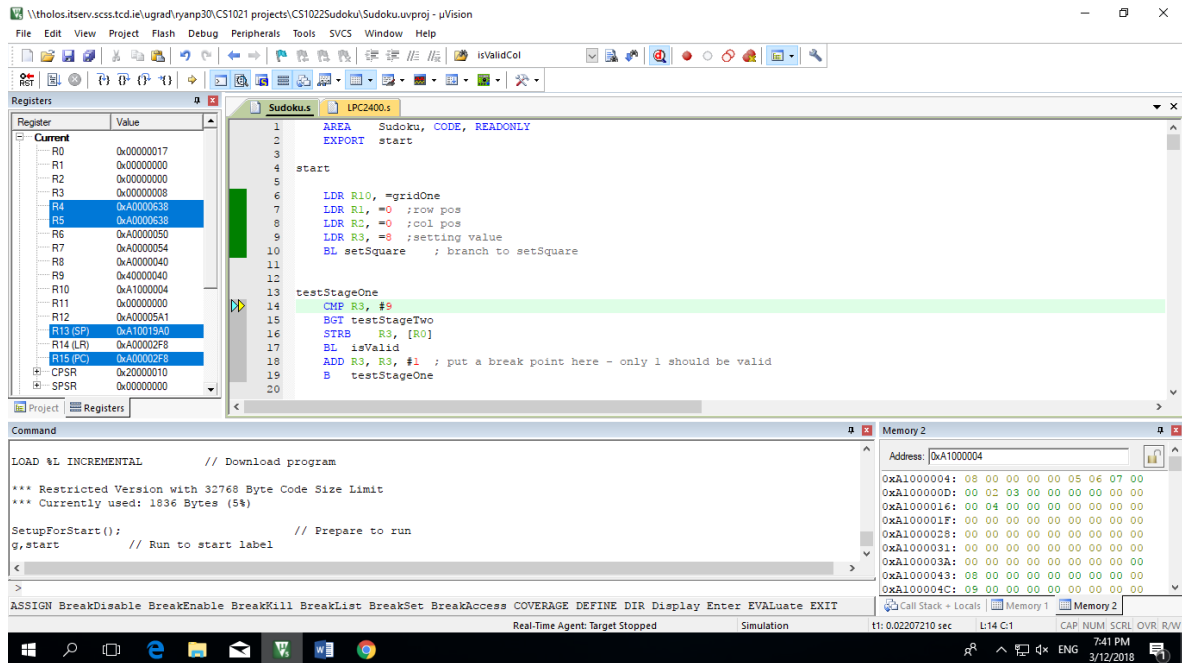 \\tholos.itserv.scss.tcd.ie\ugrad\ryanp30\CS1021 projects\CS1022Sudoku\Sudoku.uvproj - µVision
File Edit View Project Flash Debug Peripherals Tools SVCS Window Help
isValidCol
RST
Registers
Register Value
Current
R0 0x00000017
R1 0x00000000
R2 0x00000000
R3 0x00000008
R4 0xA0000638
R5 0xA0000638
R6 0xA0000050
R7 0xA0000054
R8 0xA0000040
R9 0x40000040
R10 0xA1000004
R11 0x00000000
R12 0xA00005A1
R13 (SP) 0xA10019A0
R14 (LR) 0xA00002F8
R15 (PC) 0xA00002F8
CPSR 0x20000010
SPSR 0x00000000
Project Registers
Sudoku.s LPC2400.s
1 AREA Sudoku, CODE, READONLY
2 EXPORT start
3
4 start
5
6 LDR R10, =gridOne
7 LDR R1, =0 ;row pos
8 LDR R2, =0 ;col pos
9 LDR R3, =8 ;setting value
10 BL setSquare ; branch to setSquare
11
12
13 testStageOne
14 CMP R3, #9
15 BGT testStageTwo
16 STRB R3, [R0]
17 BL isValid
18 ADD R3, R3, #1 ; put a break point here - only 1 should be valid
19 B testStageOne
20
Command
LOAD %L INCREMENTAL // Download program
*** Restricted Version with 32768 Byte Code Size Limit
*** Currently used: 1836 Bytes (5%)
SetupForStart(); // Prepare to run
g,start // Run to start label
>
ASSIGN BreakDisable BreakEnable BreakKill BreakList BreakSet BreakAccess COVERAGE DEFINE DIR Display Enter EVALuate EXIT
Memory 2
Address: 0xA1000004
0xA1000004: 08 00 00 00 00 05 06 07 00
0xA100000D: 00 02 03 00 00 00 00 00 00
0xA1000016: 00 04 00 00 00 00 00 00 00
0xA100001F: 00 00 00 00 00 00 00 00 00
0xA1000028: 00 00 00 00 00 00 00 00 00
0xA1000031: 00 00 00 00 00 00 00 00 00
0xA100003A: 00 00 00 00 00 00 00 00 00
0xA1000043: 08 00 00 00 00 00 00 00 00
0xA100004C: 09 00 00 00 00 00 00 00 00
Call Stack + Locals Memory 1 Memory 2
Real-Time Agent: Target Stopped Simulation t1: 0.02207210 sec L:14 C:1 CAP NUM SCRL OVR R/W
ENG 7:41 PM
3/12/2018